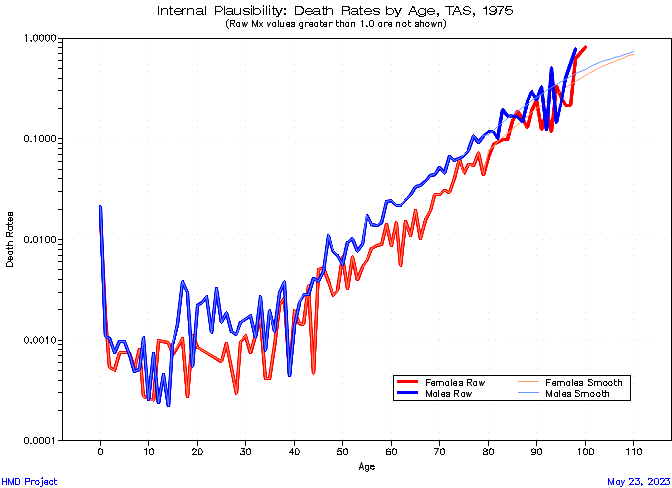 Internal Plausibility: Death Rates by Age, TAS, 1975
(Raw Mx values greater than 1.0 are not shown)
1.0000
0.1000
0.0100
0.0010
0.0001
Death Rates
Females Raw Females Smooth
Males Raw Males Smooth
0 10 20 30 40 50 60 70 80 90 100 110
Age
HMD Project May 23, 2023